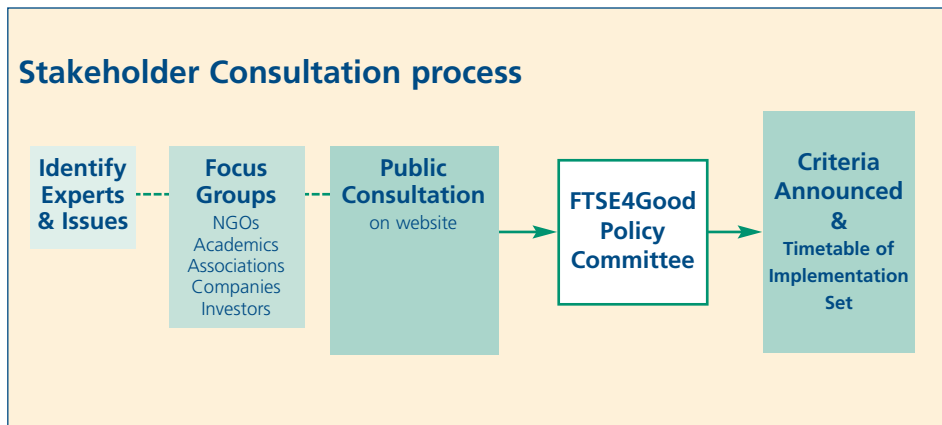 Stakeholder Consultation process
Identify
Experts
& Issues
Focus
Groups
NGOs
Academics
Associations
Companies
Investors
Public
Consultation
on website
FTSE4Good
Policy
Committee
Criteria
Announced
&
Timetable of
Implementation
Set